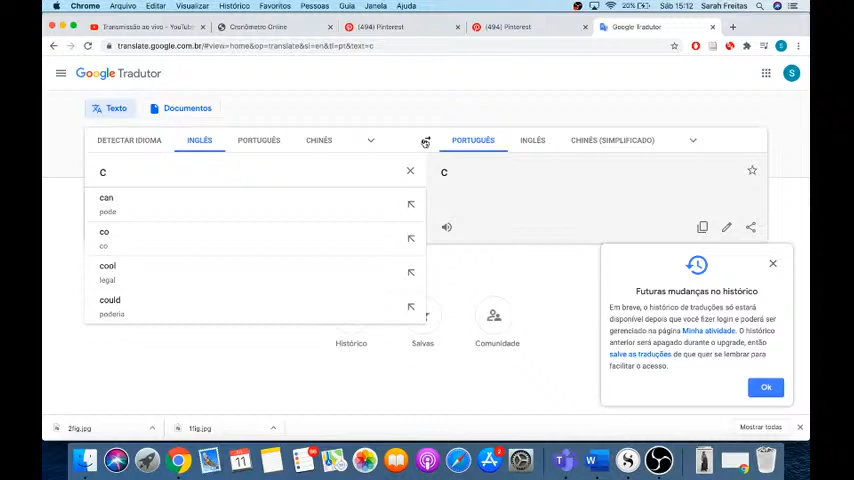 Chrome Arquivo Editar Visualizar Histórico Favoritos Pessoas Guia Janela Ajuda 20% Sáb 15:12 Sarah Freitas
Transmissão ao vivo - YouTube Cronômetro Online (494) Pinterest (494) Pinterest Google Tradutor
translate.google.com.br/#view=home&op=translate&sl=en&tl=pt&text=c
Google Tradutor
S
Texto Documentos
DETECTAR IDIOMA INGLÊS PORTUGUÊS CHINÊS PORTUGUÊS INGLÊS CHINÊS (SIMPLIFICADO)
c
c
can
pode
co
co
cool
legal
could
poderia
Histórico Salvas Comunidade
Futuras mudanças no histórico
Em breve, o histórico de traduções só estará
disponível depois que você fizer login e poderá ser
gerenciado na página Minha atividade. O histórico
anterior será apagado durante o upgrade, então
salve as traduções de que quer se lembrar para
facilitar o acesso.
Ok
2fig.jpg 11fig.jpg Mostrar todas
11